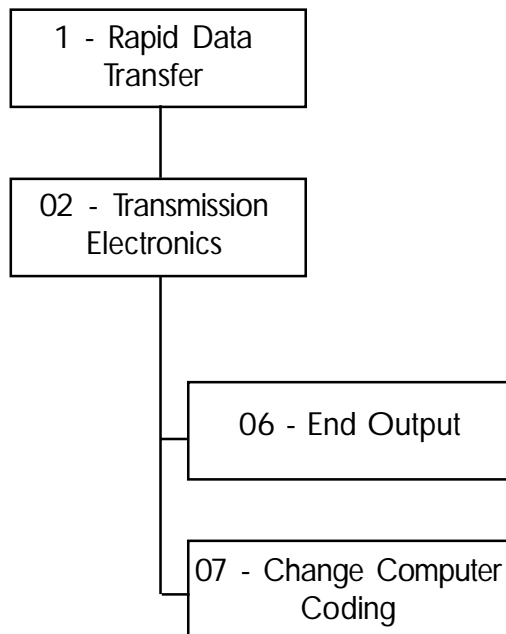 1 - Rapid Data
Transfer
02 - Transmission
Electronics
06 - End Output
07 - Change Computer
Coding